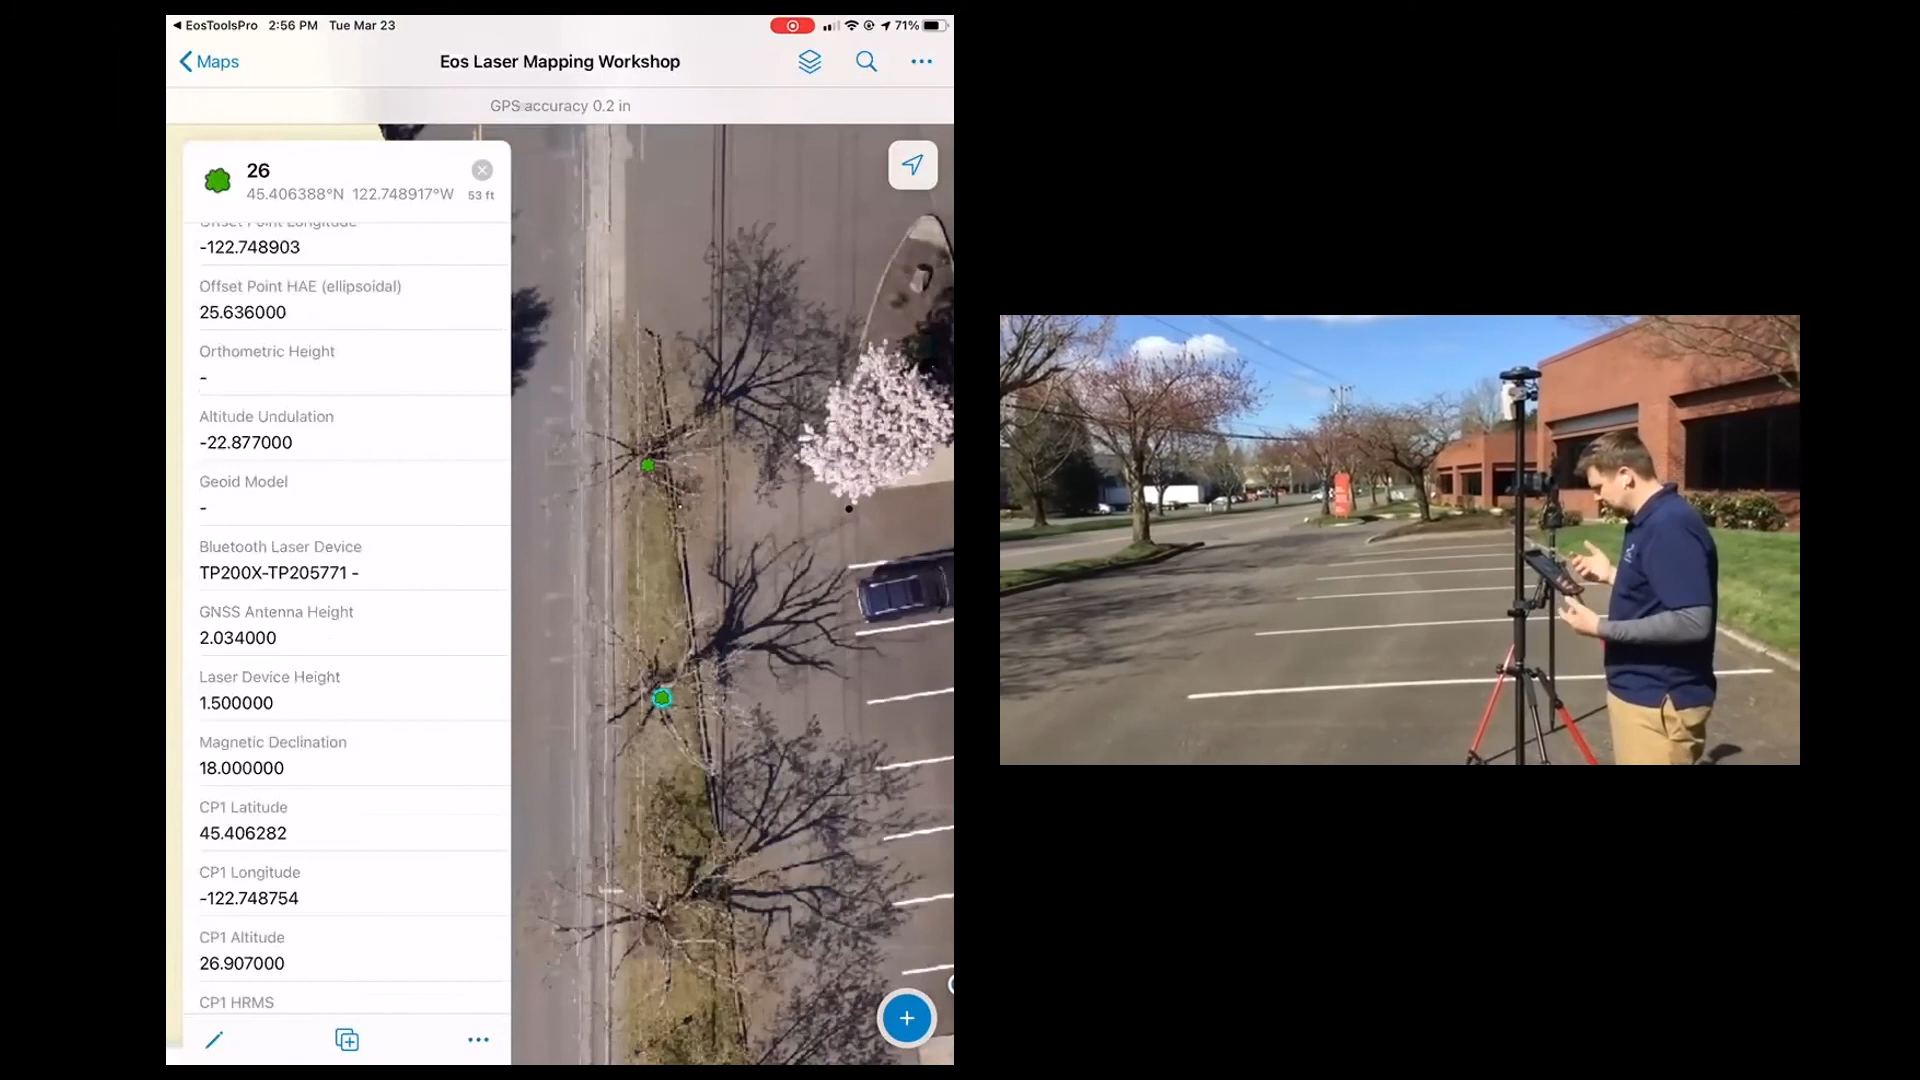 EosToolsPro 2:56 PM Tue Mar 23 71%
Maps Eos Laser Mapping Workshop
GPS accuracy 0.2 in
26
45.406388°N 122.748917°W 53 ft
Offset Point Longitude
-122.748903
Offset Point HAE (ellipsoidal)
25.636000
Orthometric Height
-
Altitude Undulation
-22.877000
Geoid Model
-
Bluetooth Laser Device
TP200X-TP205771 -
GNSS Antenna Height
2.034000
Laser Device Height
1.500000
Magnetic Declination
18.000000
CP1 Latitude
45.406282
CP1 Longitude
-122.748754
CP1 Altitude
26.907000
CP1 HRMS